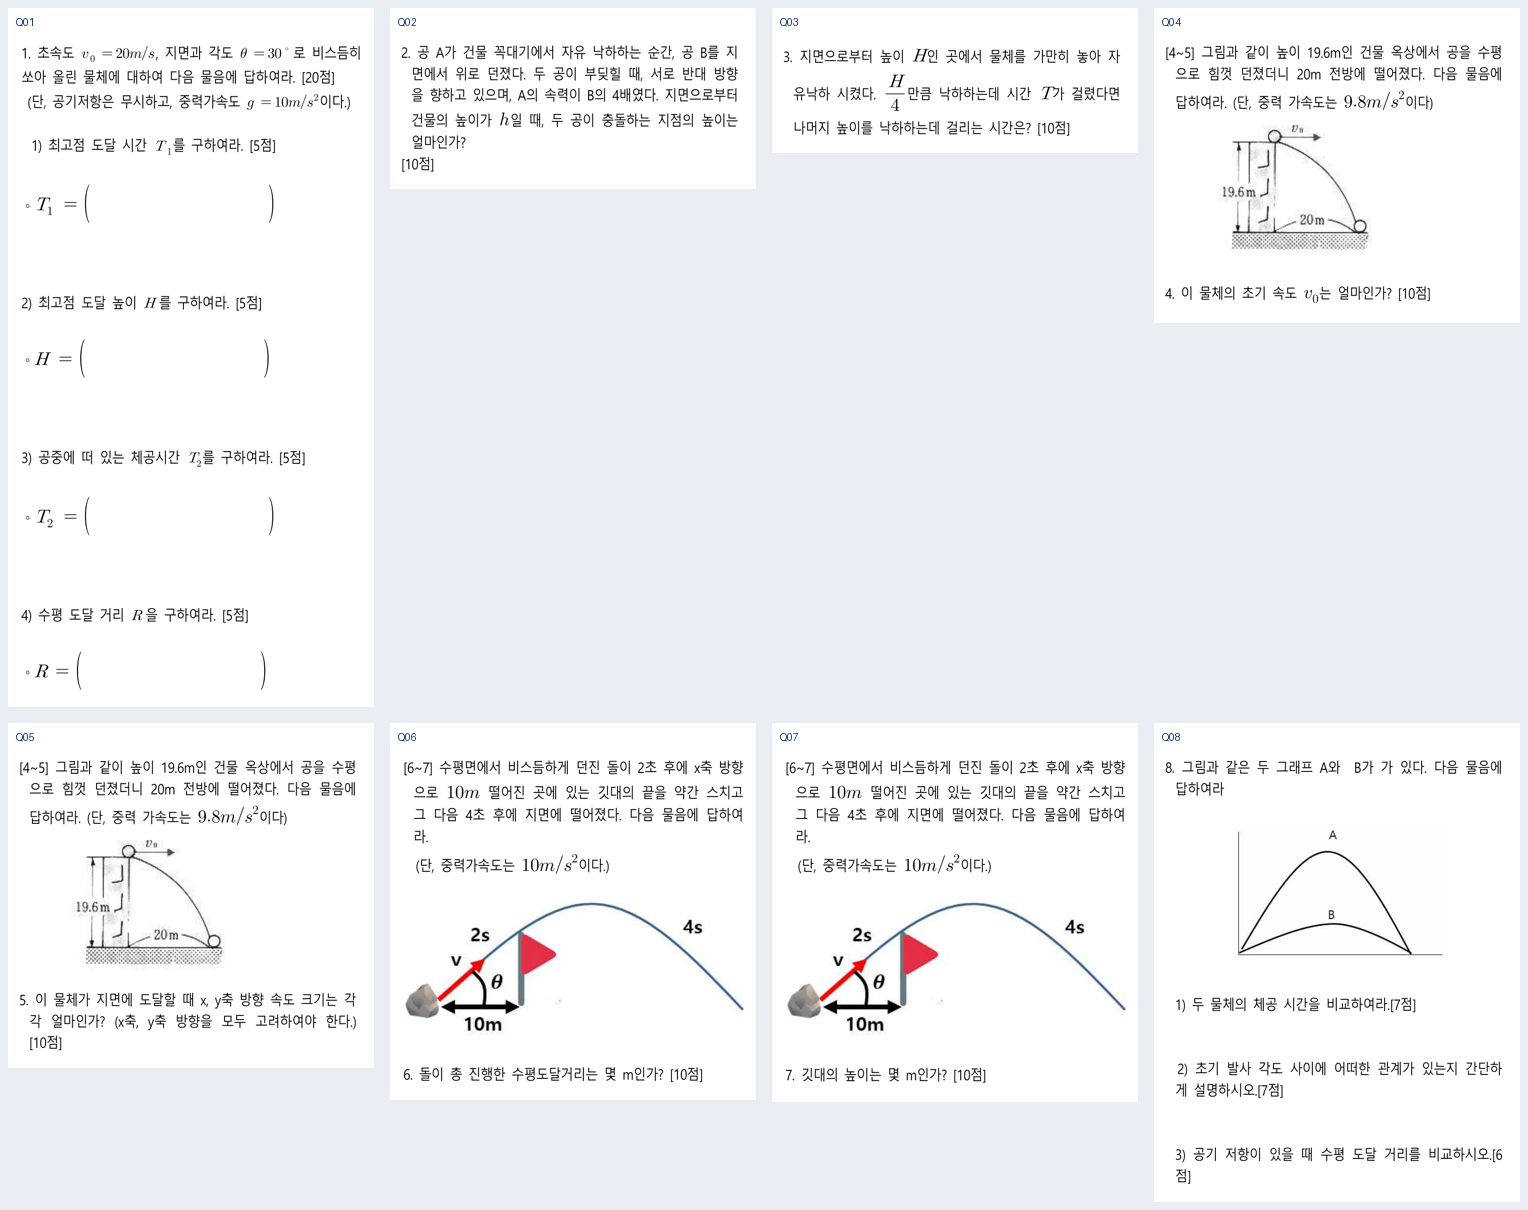 Q01
1. 초속도 v₀ = 20m/s, 지면과 각도 θ = 30°로 비스듬히
쏘아 올린 물체에 대하여 다음 물음에 답하여라. [20점]
(단, 공기저항은 무시하고, 중력가속도 g = 10m/s²이다.)
1) 최고점 도달 시간 T₁를 구하여라. [5점]
◦ T₁ = ( )
2) 최고점 도달 높이 H를 구하여라. [5점]
◦ H = ( )
3) 공중에 떠 있는 체공시간 T₂를 구하여라. [5점]
◦ T₂ = ( )
4) 수평 도달 거리 R을 구하여라. [5점]
◦ R = ( )
Q02
2. 공 A가 건물 꼭대기에서 자유 낙하하는 순간, 공 B를 지
면에서 위로 던졌다. 두 공이 부딪힐 때, 서로 반대 방향
을 향하고 있으며, A의 속력이 B의 4배였다. 지면으로부터
건물의 높이가 h일 때, 두 공이 충돌하는 지점의 높이는
얼마인가?
[10점]
Q03
3. 지면으로부터 높이 H인 곳에서 물체를 가만히 놓아 자
유낙하 시켰다. H/4 만큼 낙하하는데 시간 T가 걸렸다면
나머지 높이를 낙하하는데 걸리는 시간은? [10점]
Q04
[4~5] 그림과 같이 높이 19.6m인 건물 옥상에서 공을 수평
으로 힘껏 던졌더니 20m 전방에 떨어졌다. 다음 물음에
답하여라. (단, 중력 가속도는 9.8m/s²이다)
v₀
19.6m
20m
4. 이 물체의 초기 속도 v₀는 얼마인가? [10점]
Q05
[4~5] 그림과 같이 높이 19.6m인 건물 옥상에서 공을 수평
으로 힘껏 던졌더니 20m 전방에 떨어졌다. 다음 물음에
답하여라. (단, 중력 가속도는 9.8m/s²이다)
v₀
19.6m
20m
5. 이 물체가 지면에 도달할 때 x, y축 방향 속도 크기는 각
각 얼마인가? (x축, y축 방향을 모두 고려하여야 한다.)
[10점]
Q06
[6~7] 수평면에서 비스듬하게 던진 돌이 2초 후에 x축 방향
으로 10m 떨어진 곳에 있는 깃대의 끝을 약간 스치고
그 다음 4초 후에 지면에 떨어졌다. 다음 물음에 답하여
라.
(단, 중력가속도는 10m/s²이다.)
2s
4s
v
θ
10m
6. 돌이 총 진행한 수평도달거리는 몇 m인가? [10점]
Q07
[6~7] 수평면에서 비스듬하게 던진 돌이 2초 후에 x축 방향
으로 10m 떨어진 곳에 있는 깃대의 끝을 약간 스치고
그 다음 4초 후에 지면에 떨어졌다. 다음 물음에 답하여
라.
(단, 중력가속도는 10m/s²이다.)
2s
4s
v
θ
10m
7. 깃대의 높이는 몇 m인가? [10점]
Q08
8. 그림과 같은 두 그래프 A와 B가 가 있다. 다음 물음에
답하여라
A
B
1) 두 물체의 체공 시간을 비교하여라.[7점]
2) 초기 발사 각도 사이에 어떠한 관계가 있는지 간단하
게 설명하시오.[7점]
3) 공기 저항이 있을 때 수평 도달 거리를 비교하시오.[6
점]